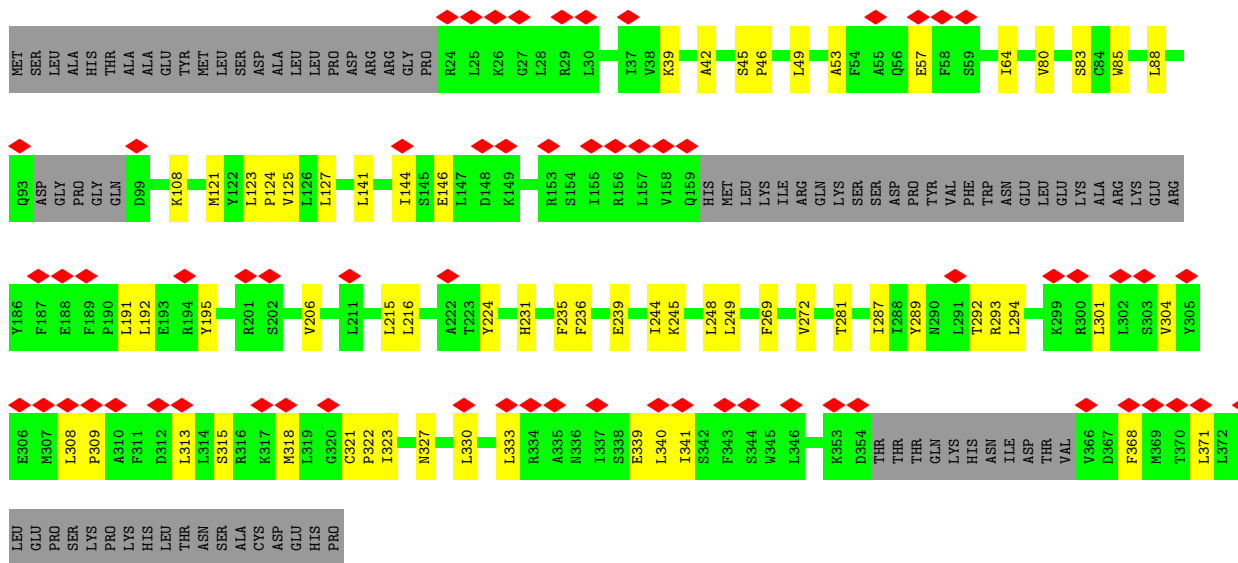 MET SER LEU ALA HIS THR ALA ALA GLU TYR MET LEU SER ASP ALA LEU LEU PRO ASP ARG ARG GLY PRO R24 L25 K26 G27 L28 R29 L30 I37 V38 K39 A42 S45 P46 L49 A53 F54 A55 Q56 E57 F58 S59 I64 V80 S83 C84 W85 L88
Q93 ASP GLY PRO GLY GLN D99 K108 M121 Y122 L123 P124 V125 L126 L127 L141 I144 S145 E146 L147 D148 K149 R153 S154 I155 R156 L157 V158 Q159 HIS MET LEU LYS ILE ARG GLN LYS SER SER ASP PRO TYR VAL PHE TRP ASN GLU LEU GLU LYS ALA ARG LYS GLU ARG
Y186 F187 E188 F189 P190 L191 L192 E193 R194 Y195 R201 S202 V206 L211 L215 L216 A222 T223 Y224 H231 F235 F236 E239 I244 K245 L248 L249 F269 V272 T281 I287 I288 Y289 N290 L291 T292 R293 L294 K299 R300 L301 L302 S303 V304 Y305
E306 M307 L308 P309 A310 F311 D312 L313 L314 S315 R316 K317 M318 L319 G320 C321 P322 I323 N327 L330 L333 R334 A335 N336 I337 S338 E339 L340 I341 S342 F343 S344 W345 L346 K353 D354 THR THR THR GLN LYS HIS ASN ILE ASP THR VAL V366 D367 F368 M369 T370 L371 L372
LEU GLU PRO SER LYS PRO LYS HIS LEU THR ASN SER ALA CYS ASP GLU HIS PRO